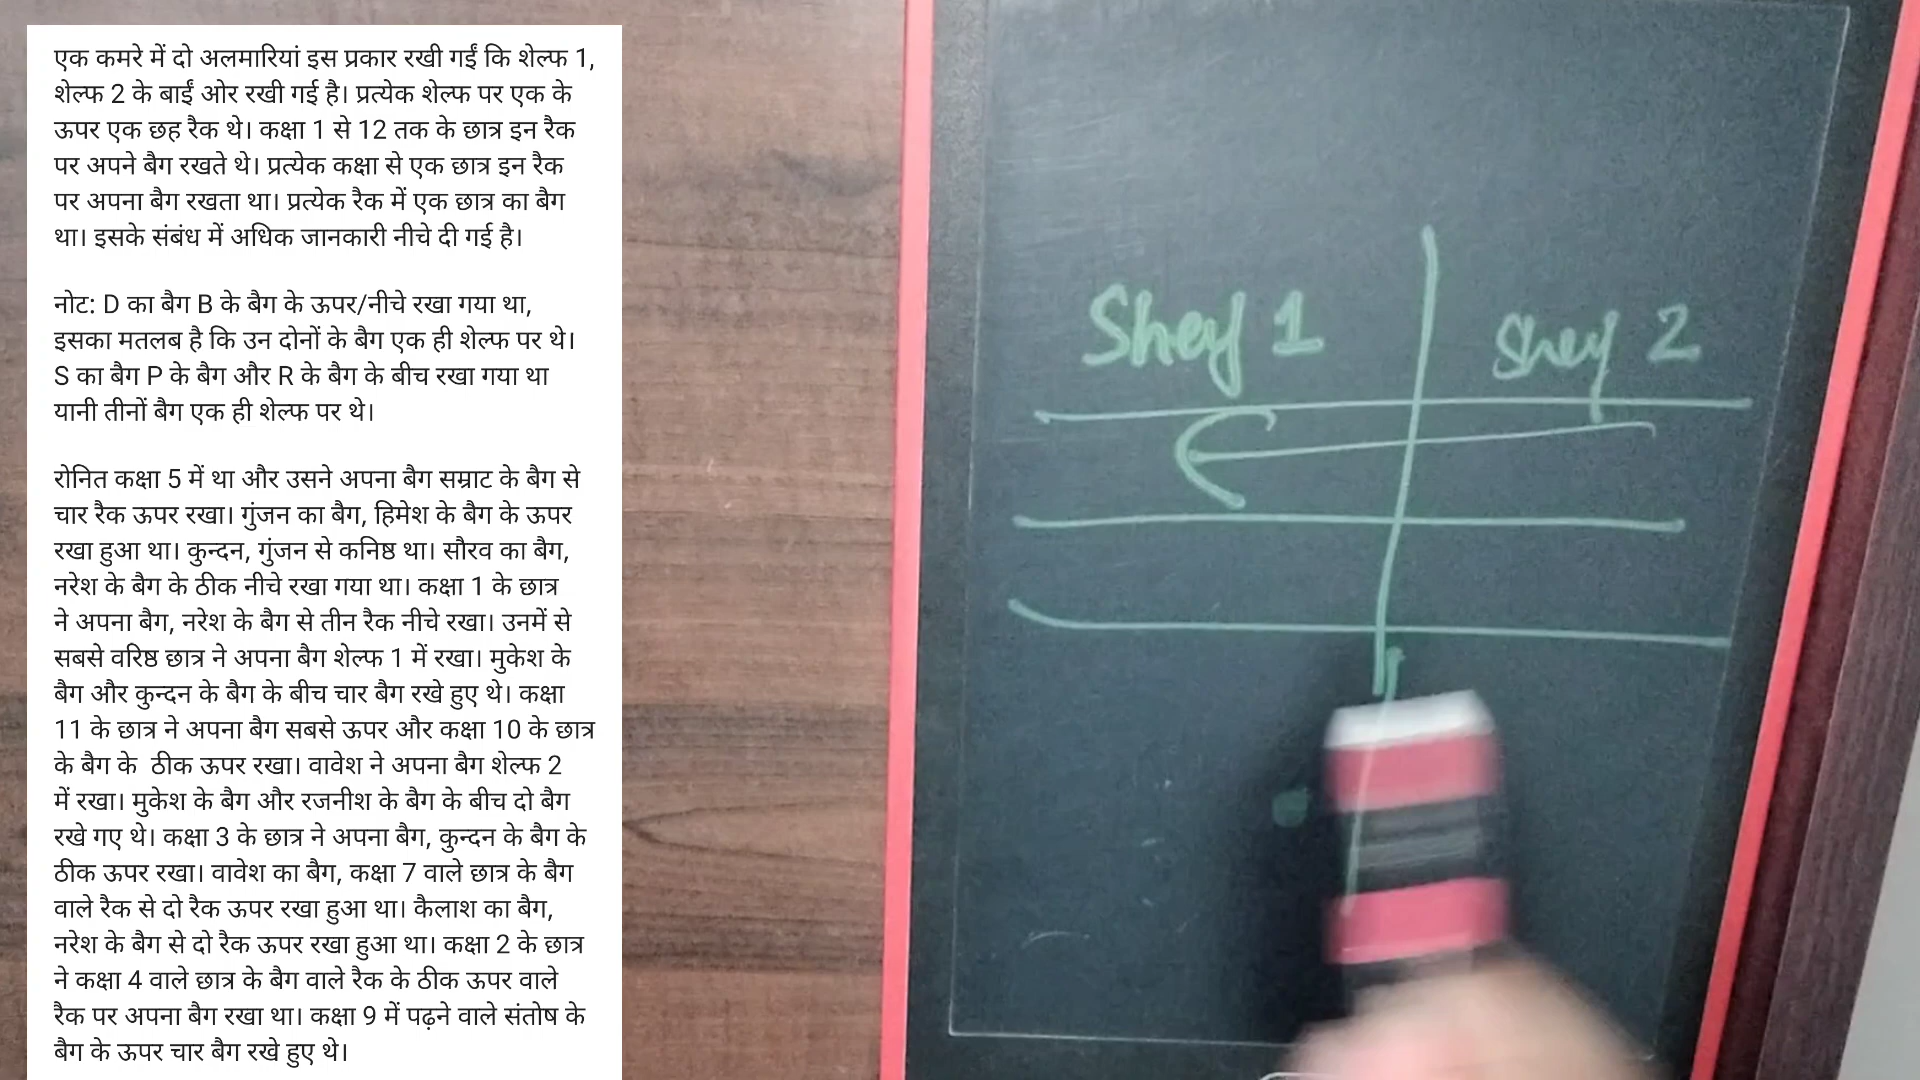 एक कमरे में दो अलमारियां इस प्रकार रखी गईं कि शेल्फ 1,
शेल्फ 2 के बाईं ओर रखी गई है। प्रत्येक शेल्फ पर एक के
ऊपर एक छह रैक थे। कक्षा 1 से 12 तक के छात्र इन रैक
पर अपने बैग रखते थे। प्रत्येक कक्षा से एक छात्र इन रैक
पर अपना बैग रखता था। प्रत्येक रैक में एक छात्र का बैग
था। इसके संबंध में अधिक जानकारी नीचे दी गई है।
नोट: D का बैग B के बैग के ऊपर/नीचे रखा गया था,
इसका मतलब है कि उन दोनों के बैग एक ही शेल्फ पर थे।
S का बैग P के बैग और R के बैग के बीच रखा गया था
यानी तीनों बैग एक ही शेल्फ पर थे।
रोनित कक्षा 5 में था और उसने अपना बैग सम्राट के बैग से
चार रैक ऊपर रखा। गुंजन का बैग, हिमेश के बैग के ऊपर
रखा हुआ था। कुन्दन, गुंजन से कनिष्ठ था। सौरव का बैग,
नरेश के बैग के ठीक नीचे रखा गया था। कक्षा 1 के छात्र
ने अपना बैग, नरेश के बैग से तीन रैक नीचे रखा। उनमें से
सबसे वरिष्ठ छात्र ने अपना बैग शेल्फ 1 में रखा। मुकेश के
बैग और कुन्दन के बैग के बीच चार बैग रखे हुए थे। कक्षा
11 के छात्र ने अपना बैग सबसे ऊपर और कक्षा 10 के छात्र
के बैग के ठीक ऊपर रखा। वावेश ने अपना बैग शेल्फ 2
में रखा। मुकेश के बैग और रजनीश के बैग के बीच दो बैग
रखे गए थे। कक्षा 3 के छात्र ने अपना बैग, कुन्दन के बैग के
ठीक ऊपर रखा। वावेश का बैग, कक्षा 7 वाले छात्र के बैग
वाले रैक से दो रैक ऊपर रखा हुआ था। कैलाश का बैग,
नरेश के बैग से दो रैक ऊपर रखा हुआ था। कक्षा 2 के छात्र
ने कक्षा 4 वाले छात्र के बैग वाले रैक के ठीक ऊपर वाले
रैक पर अपना बैग रखा था। कक्षा 9 में पढ़ने वाले संतोष के
बैग के ऊपर चार बैग रखे हुए थे।
Shelf 1
Shelf 2